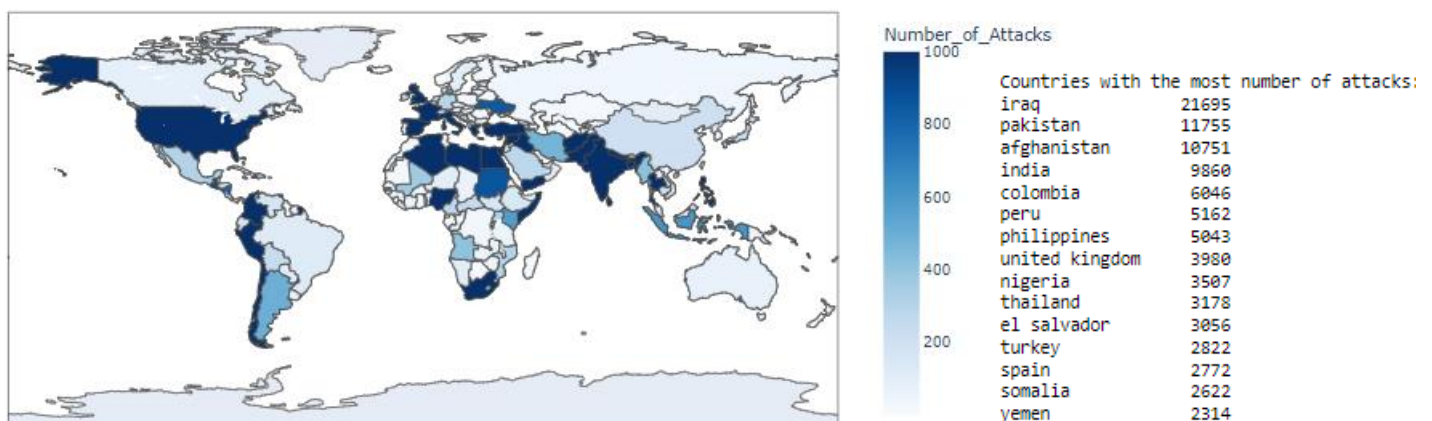 Number_of_Attacks
1000
800
600
400
200
Countries with the most number of attacks:
iraq 21695
pakistan 11755
afghanistan 10751
india 9860
colombia 6046
peru 5162
philippines 5043
united kingdom 3980
nigeria 3507
thailand 3178
el salvador 3056
turkey 2822
spain 2772
somalia 2622
yemen 2314